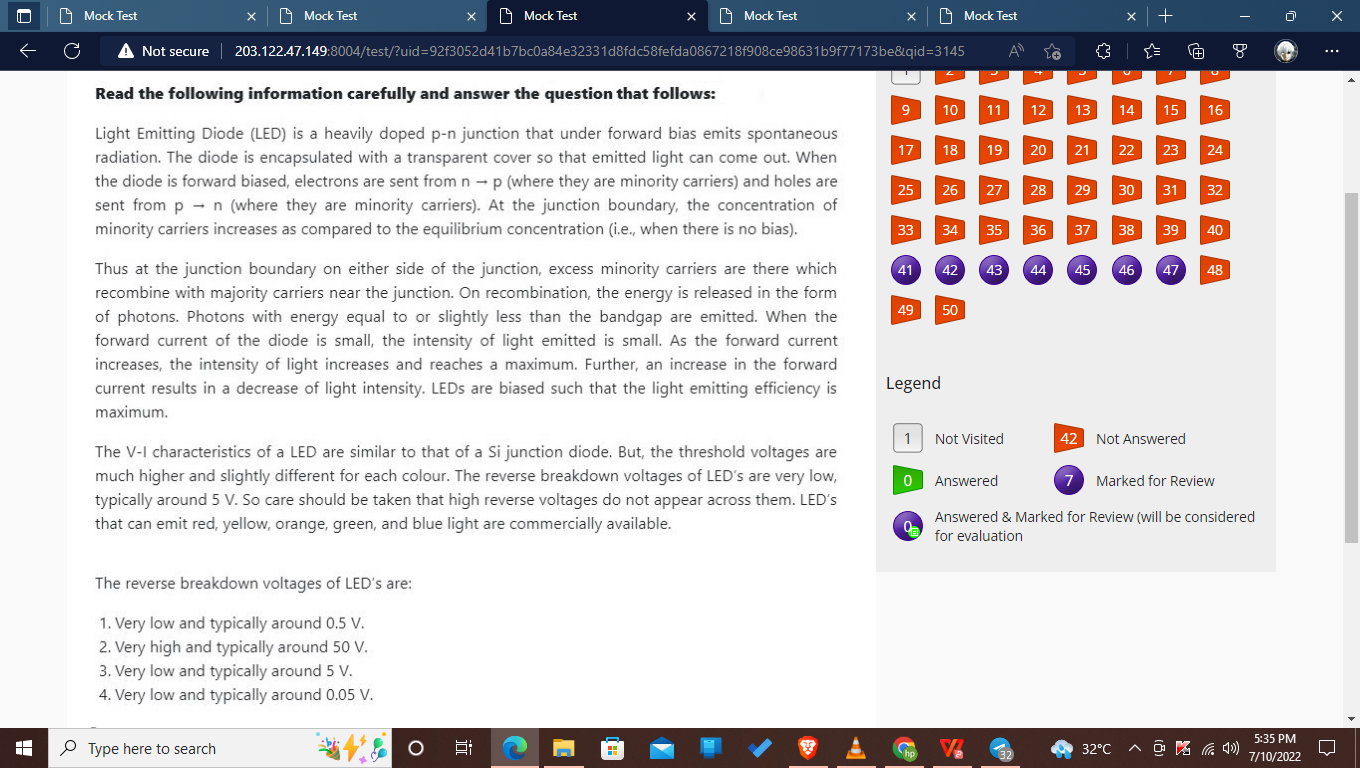 Mock Test
Mock Test
Mock Test
Mock Test
Mock Test
Not secure 203.122.47.149:8004/test/?uid=92f3052d41b7bc0a84e32331d8fdc58fefda0867218f908ce98631b9f77173be&qid=3145
Read the following information carefully and answer the question that follows:
Light Emitting Diode (LED) is a heavily doped p-n junction that under forward bias emits spontaneous
radiation. The diode is encapsulated with a transparent cover so that emitted light can come out. When
the diode is forward biased, electrons are sent from n → p (where they are minority carriers) and holes are
sent from p → n (where they are minority carriers). At the junction boundary, the concentration of
minority carriers increases as compared to the equilibrium concentration (i.e., when there is no bias).
Thus at the junction boundary on either side of the junction, excess minority carriers are there which
recombine with majority carriers near the junction. On recombination, the energy is released in the form
of photons. Photons with energy equal to or slightly less than the bandgap are emitted. When the
forward current of the diode is small, the intensity of light emitted is small. As the forward current
increases, the intensity of light increases and reaches a maximum. Further, an increase in the forward
current results in a decrease of light intensity. LEDs are biased such that the light emitting efficiency is
maximum.
The V-I characteristics of a LED are similar to that of a Si junction diode. But, the threshold voltages are
much higher and slightly different for each colour. The reverse breakdown voltages of LED's are very low,
typically around 5 V. So care should be taken that high reverse voltages do not appear across them. LED's
that can emit red, yellow, orange, green, and blue light are commercially available.
The reverse breakdown voltages of LED's are:
1. Very low and typically around 0.5 V.
2. Very high and typically around 50 V.
3. Very low and typically around 5 V.
4. Very low and typically around 0.05 V.
9 10 11 12 13 14 15 16
17 18 19 20 21 22 23 24
25 26 27 28 29 30 31 32
33 34 35 36 37 38 39 40
41 42 43 44 45 46 47 48
49 50
Legend
1 Not Visited 42 Not Answered
0 Answered 7 Marked for Review
0 Answered & Marked for Review (will be considered
for evaluation
Type here to search
hp
32
32°C
5:35 PM
7/10/2022